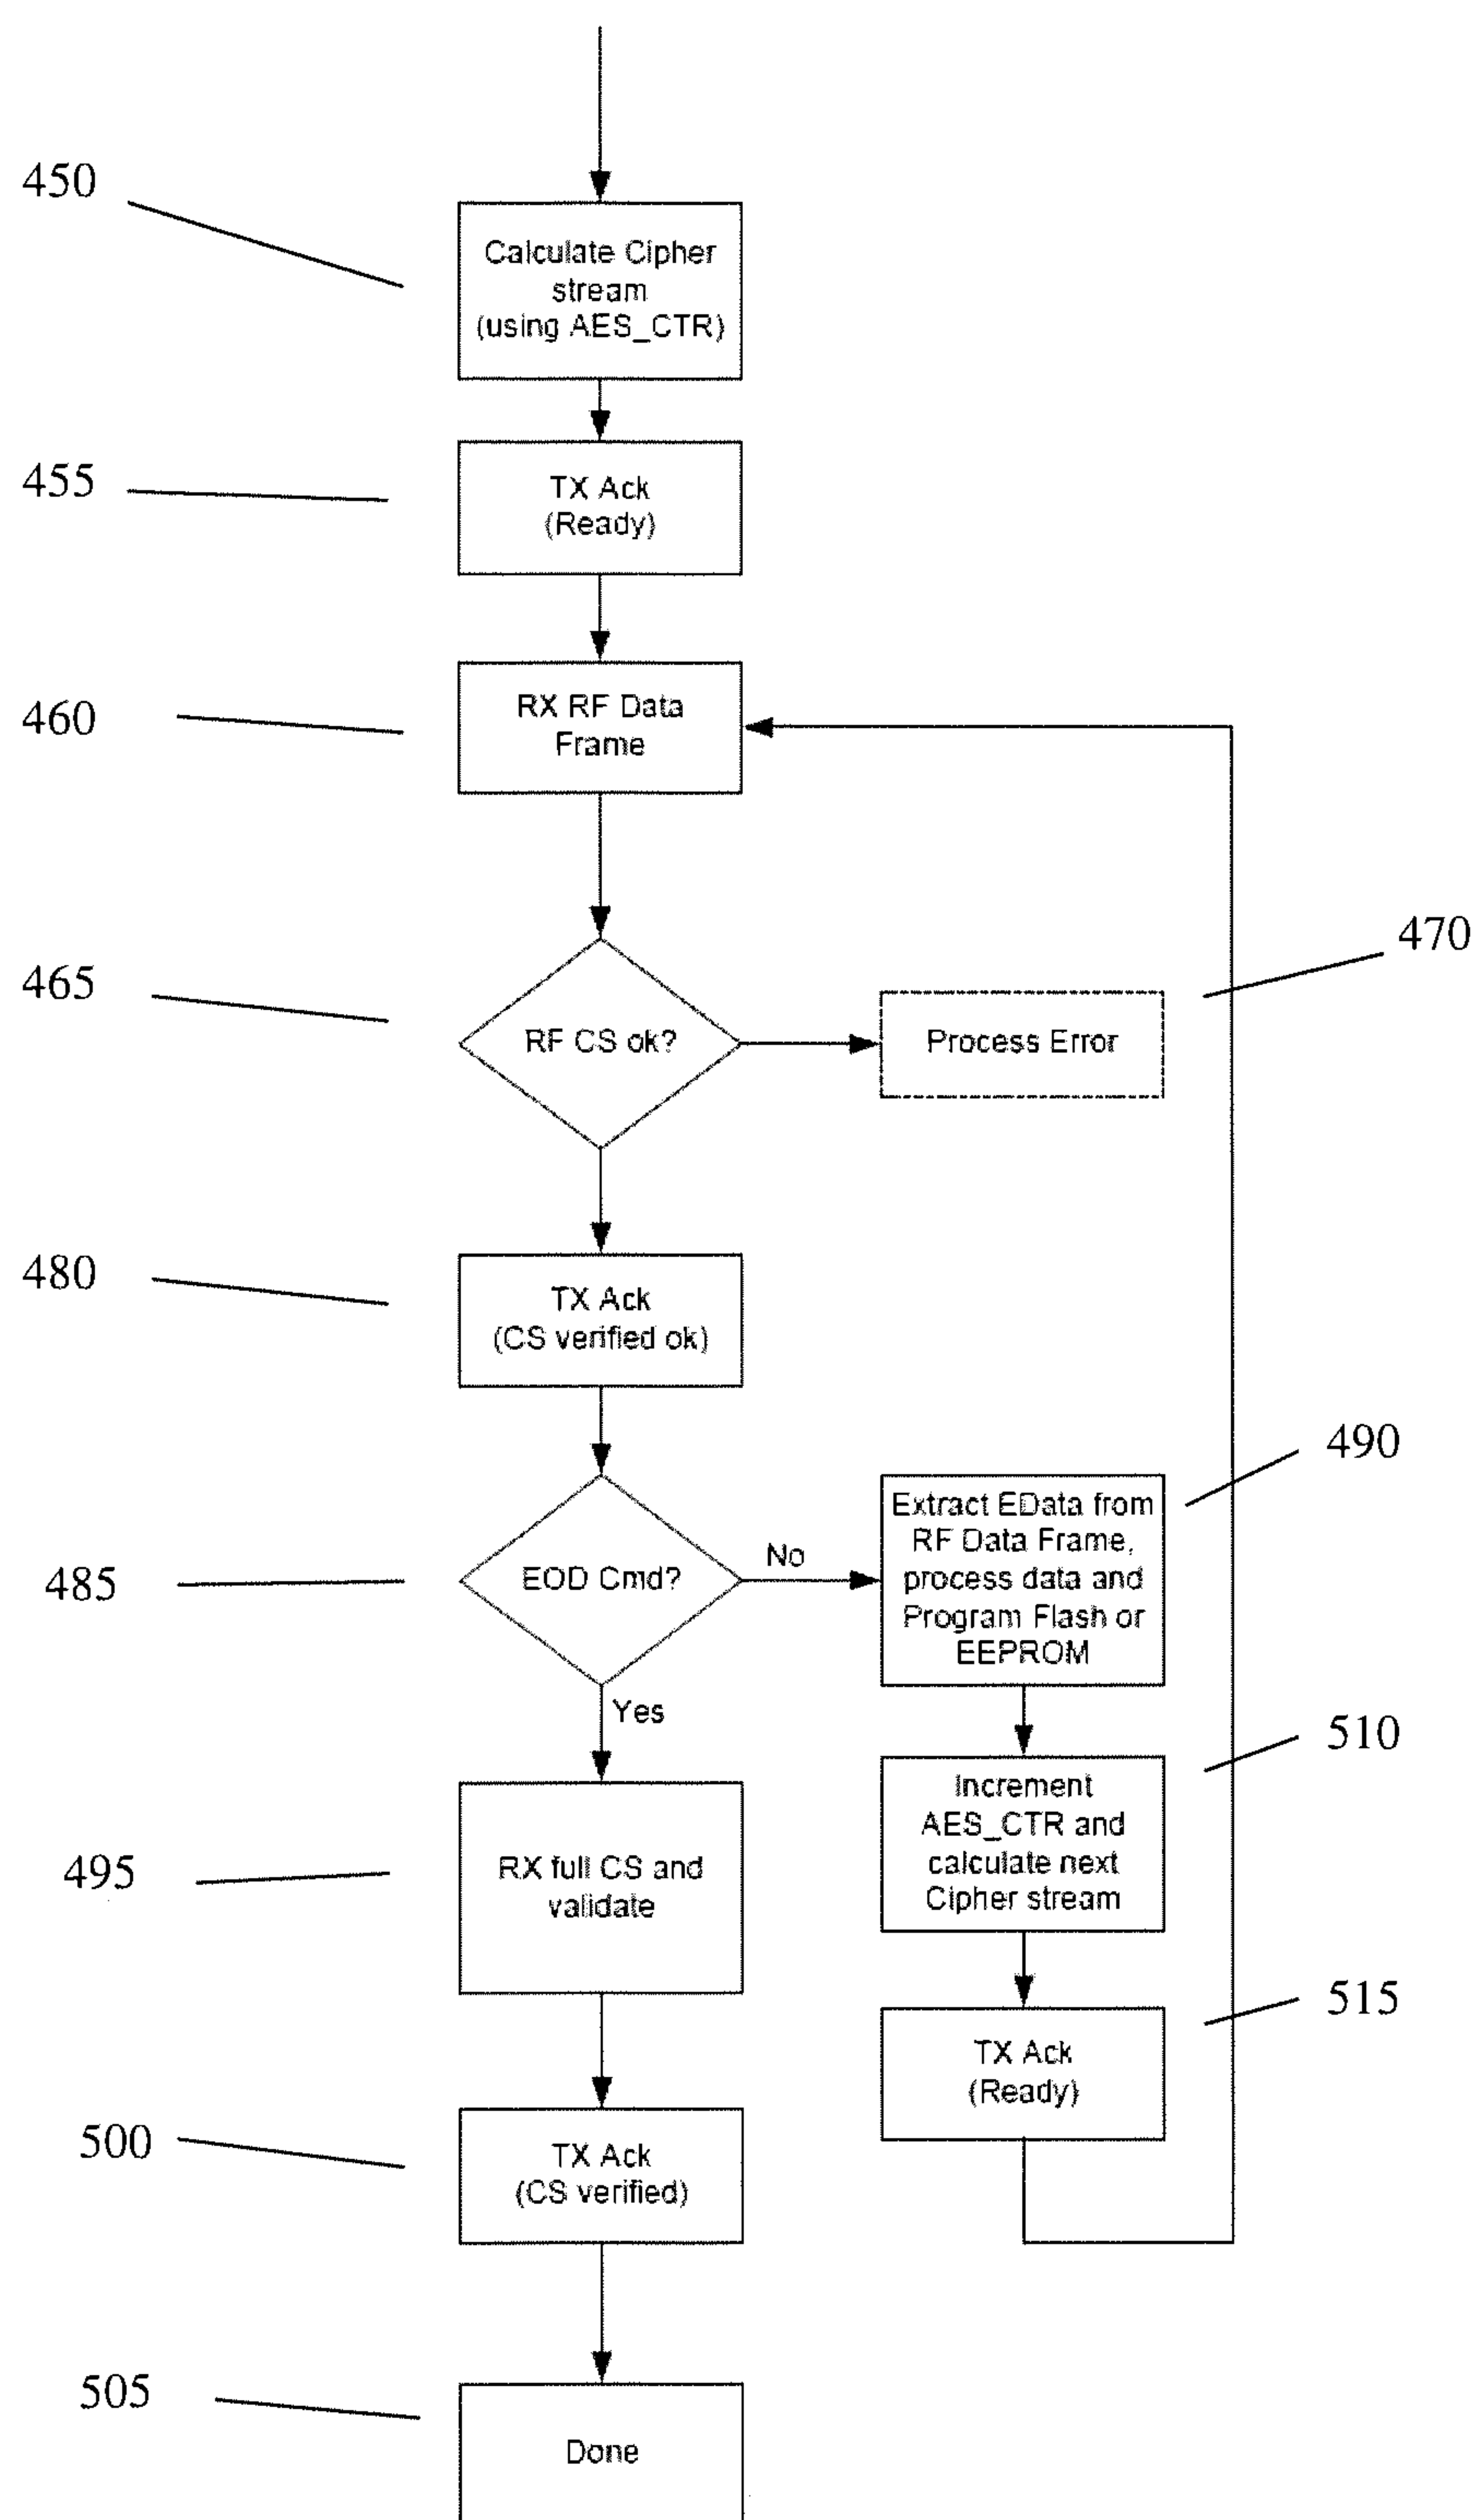 450
Calculate Cipher
stream
(using AES_CTR)
455
TX Ack
(Ready)
460
RX RF Data
Frame
465
RF CS ok?
470
Process Error
480
TX Ack
(CS verified ok)
485
EOD Cmd?
No
Yes
490
Extract EData from
RF Data Frame,
process data and
Program Flash or
EEPROM
510
Increment
AES_CTR and
calculate next
Cipher stream
495
RX full CS and
validate
515
TX Ack
(Ready)
500
TX Ack
(CS verified)
505
Done